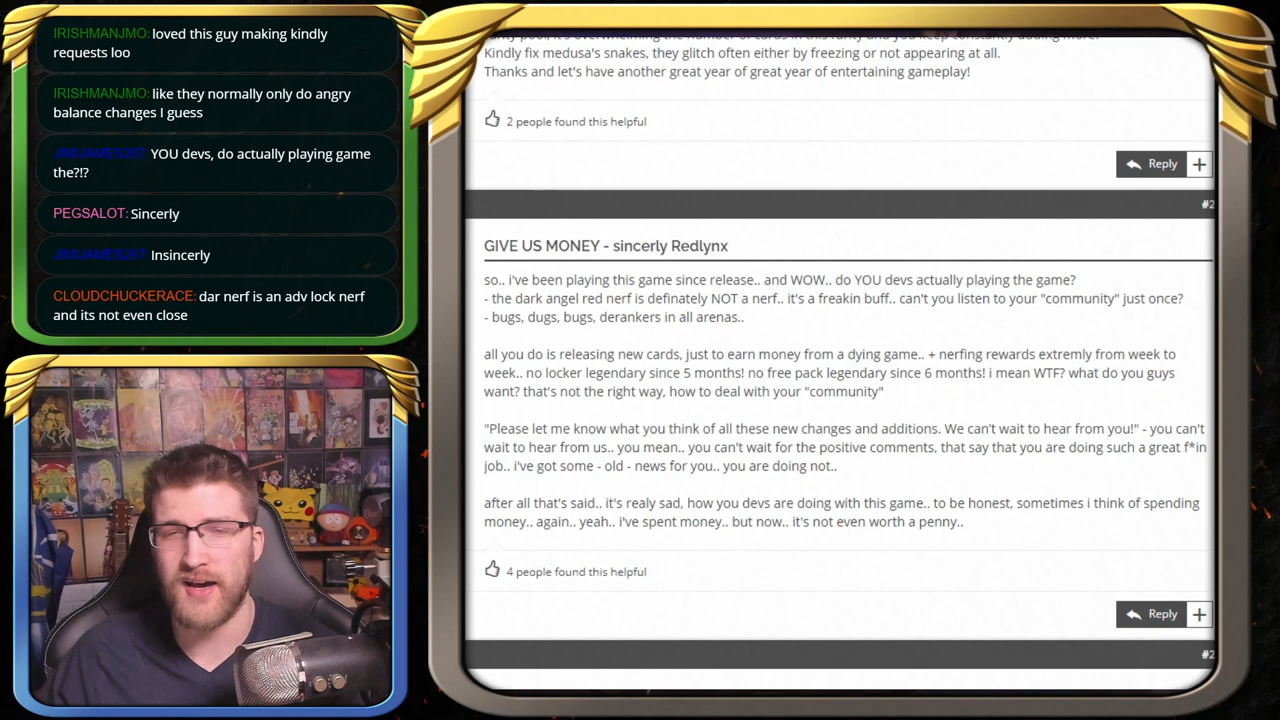 IRISHMANJMO: loved this guy making kindly
requests loo
IRISHMANJMO: like they normally only do angry
balance changes I guess
JIMJAMES267: YOU devs, do actually playing game
the?!?
PEGSALOT: Sincerly
JIMJAMES267: Insincerly
CLOUDCHUCKERACE: dar nerf is an adv lock nerf
and its not even close
Kindly fix medusa's snakes, they glitch often either by freezing or not appearing at all.
Thanks and let's have another great year of great year of entertaining gameplay!
2 people found this helpful
Reply +
#2
GIVE US MONEY - sincerly Redlynx
so.. i've been playing this game since release.. and WOW.. do YOU devs actually playing the game?
- the dark angel red nerf is definately NOT a nerf.. it's a freakin buff.. can't you listen to your "community" just once?
- bugs, dugs, bugs, derankers in all arenas..
all you do is releasing new cards, just to earn money from a dying game.. + nerfing rewards extremly from week to
week.. no locker legendary since 5 months! no free pack legendary since 6 months! i mean WTF? what do you guys
want? that's not the right way, how to deal with your "community"
"Please let me know what you think of all these new changes and additions. We can't wait to hear from you!" - you can't
wait to hear from us.. you mean.. you can't wait for the positive comments, that say that you are doing such a great f*in
job.. i've got some - old - news for you.. you are doing not..
after all that's said.. it's realy sad, how you devs are doing with this game.. to be honest, sometimes i think of spending
money.. again.. yeah.. i've spent money.. but now.. it's not even worth a penny..
4 people found this helpful
Reply +
#2